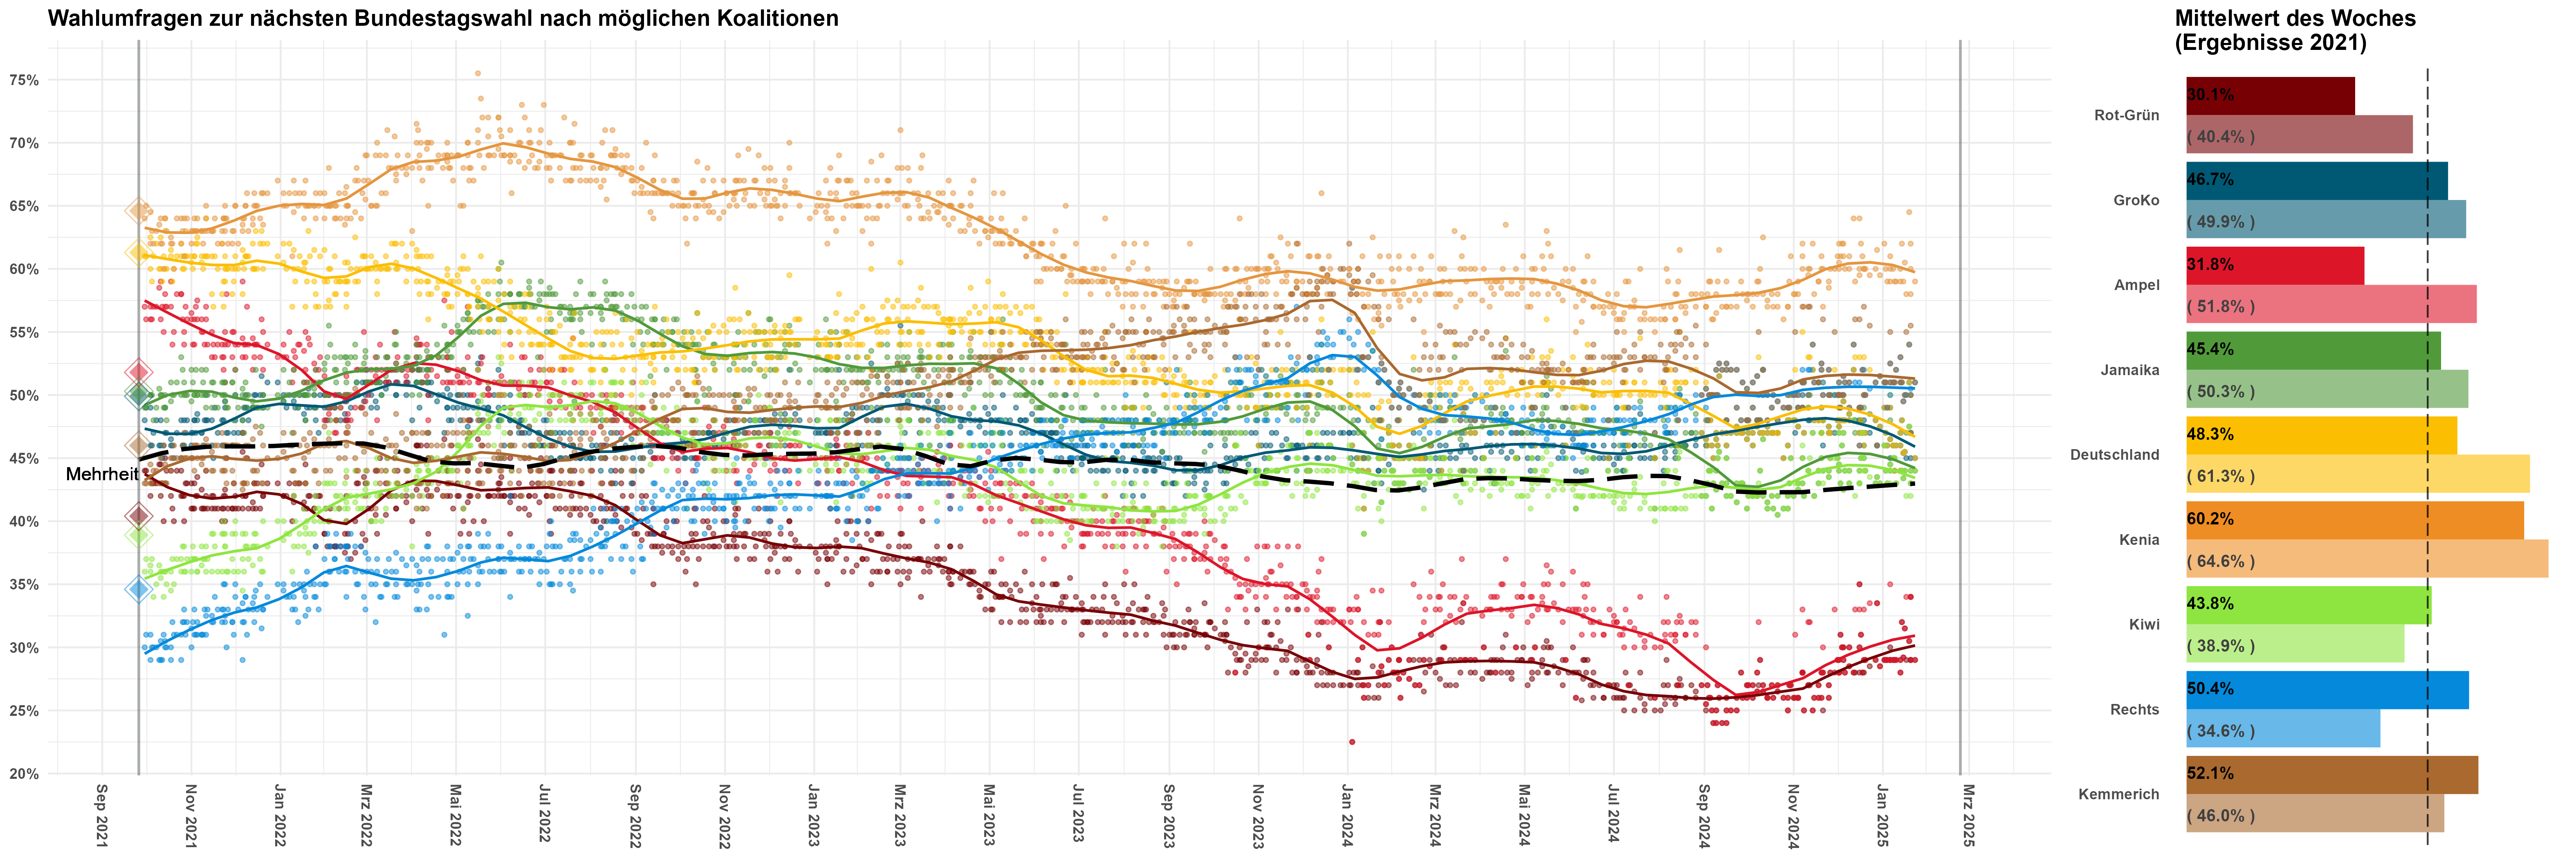 Wahlumfragen zur nächsten Bundestagswahl nach möglichen Koalitionen
75%
70%
65%
60%
55%
50%
45%
40%
35%
30%
25%
20%
Mehrheit
Sep 2021
Nov 2021
Jan 2022
Mrz 2022
Mai 2022
Jul 2022
Sep 2022
Nov 2022
Jan 2023
Mrz 2023
Mai 2023
Jul 2023
Sep 2023
Nov 2023
Jan 2024
Mrz 2024
Mai 2024
Jul 2024
Sep 2024
Nov 2024
Jan 2025
Mrz 2025
Mittelwert des Woches
(Ergebnisse 2021)
Rot-Grün
30.1%
( 40.4% )
GroKo
46.7%
( 49.9% )
Ampel
31.8%
( 51.8% )
Jamaika
45.4%
( 50.3% )
Deutschland
48.3%
( 61.3% )
Kenia
60.2%
( 64.6% )
Kiwi
43.8%
( 38.9% )
Rechts
50.4%
( 34.6% )
Kemmerich
52.1%
( 46.0% )